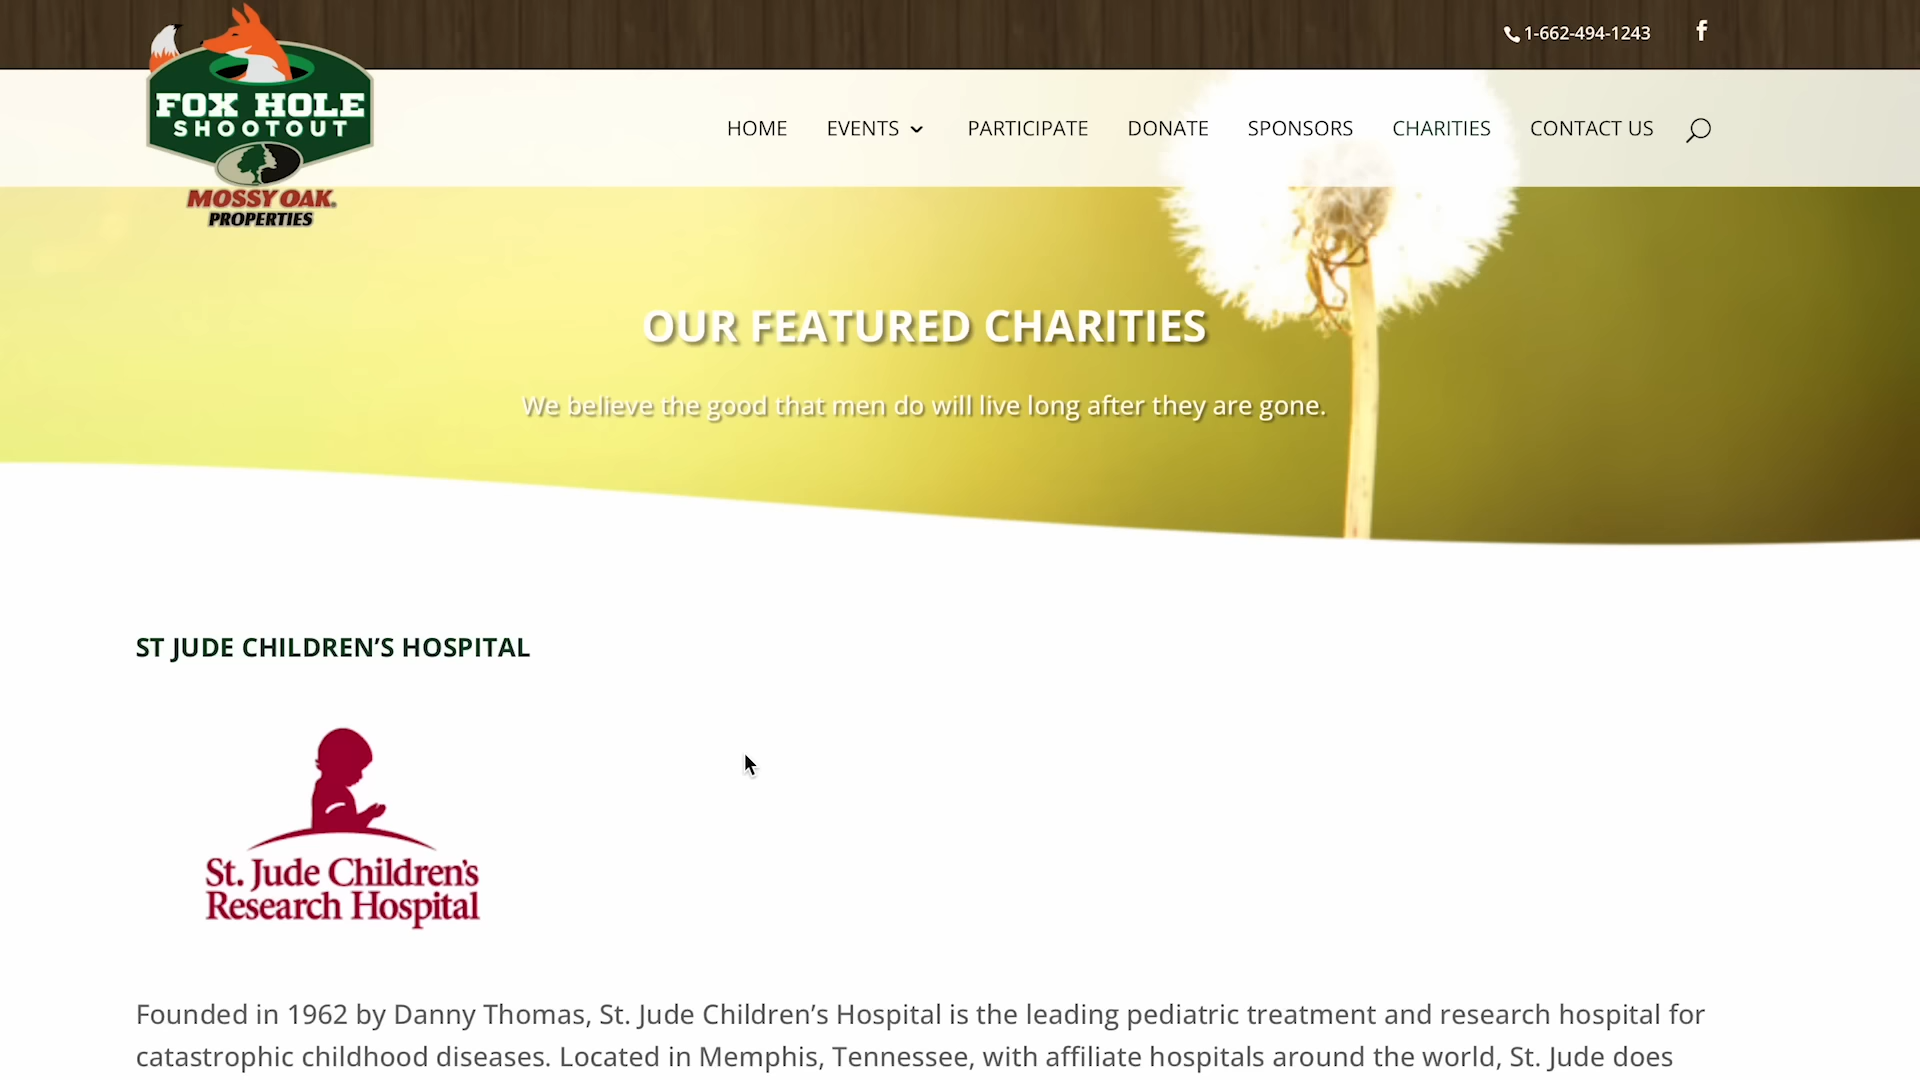 1-662-494-1243
FOX HOLE
SHOOTOUT
MOSSY OAK®
PROPERTIES
HOME EVENTS PARTICIPATE DONATE SPONSORS CHARITIES CONTACT US
OUR FEATURED CHARITIES
We believe the good that men do will live long after they are gone.
ST JUDE CHILDREN’S HOSPITAL
St. Jude Children's
Research Hospital
Founded in 1962 by Danny Thomas, St. Jude Children’s Hospital is the leading pediatric treatment and research hospital for
catastrophic childhood diseases. Located in Memphis, Tennessee, with affiliate hospitals around the world, St. Jude does